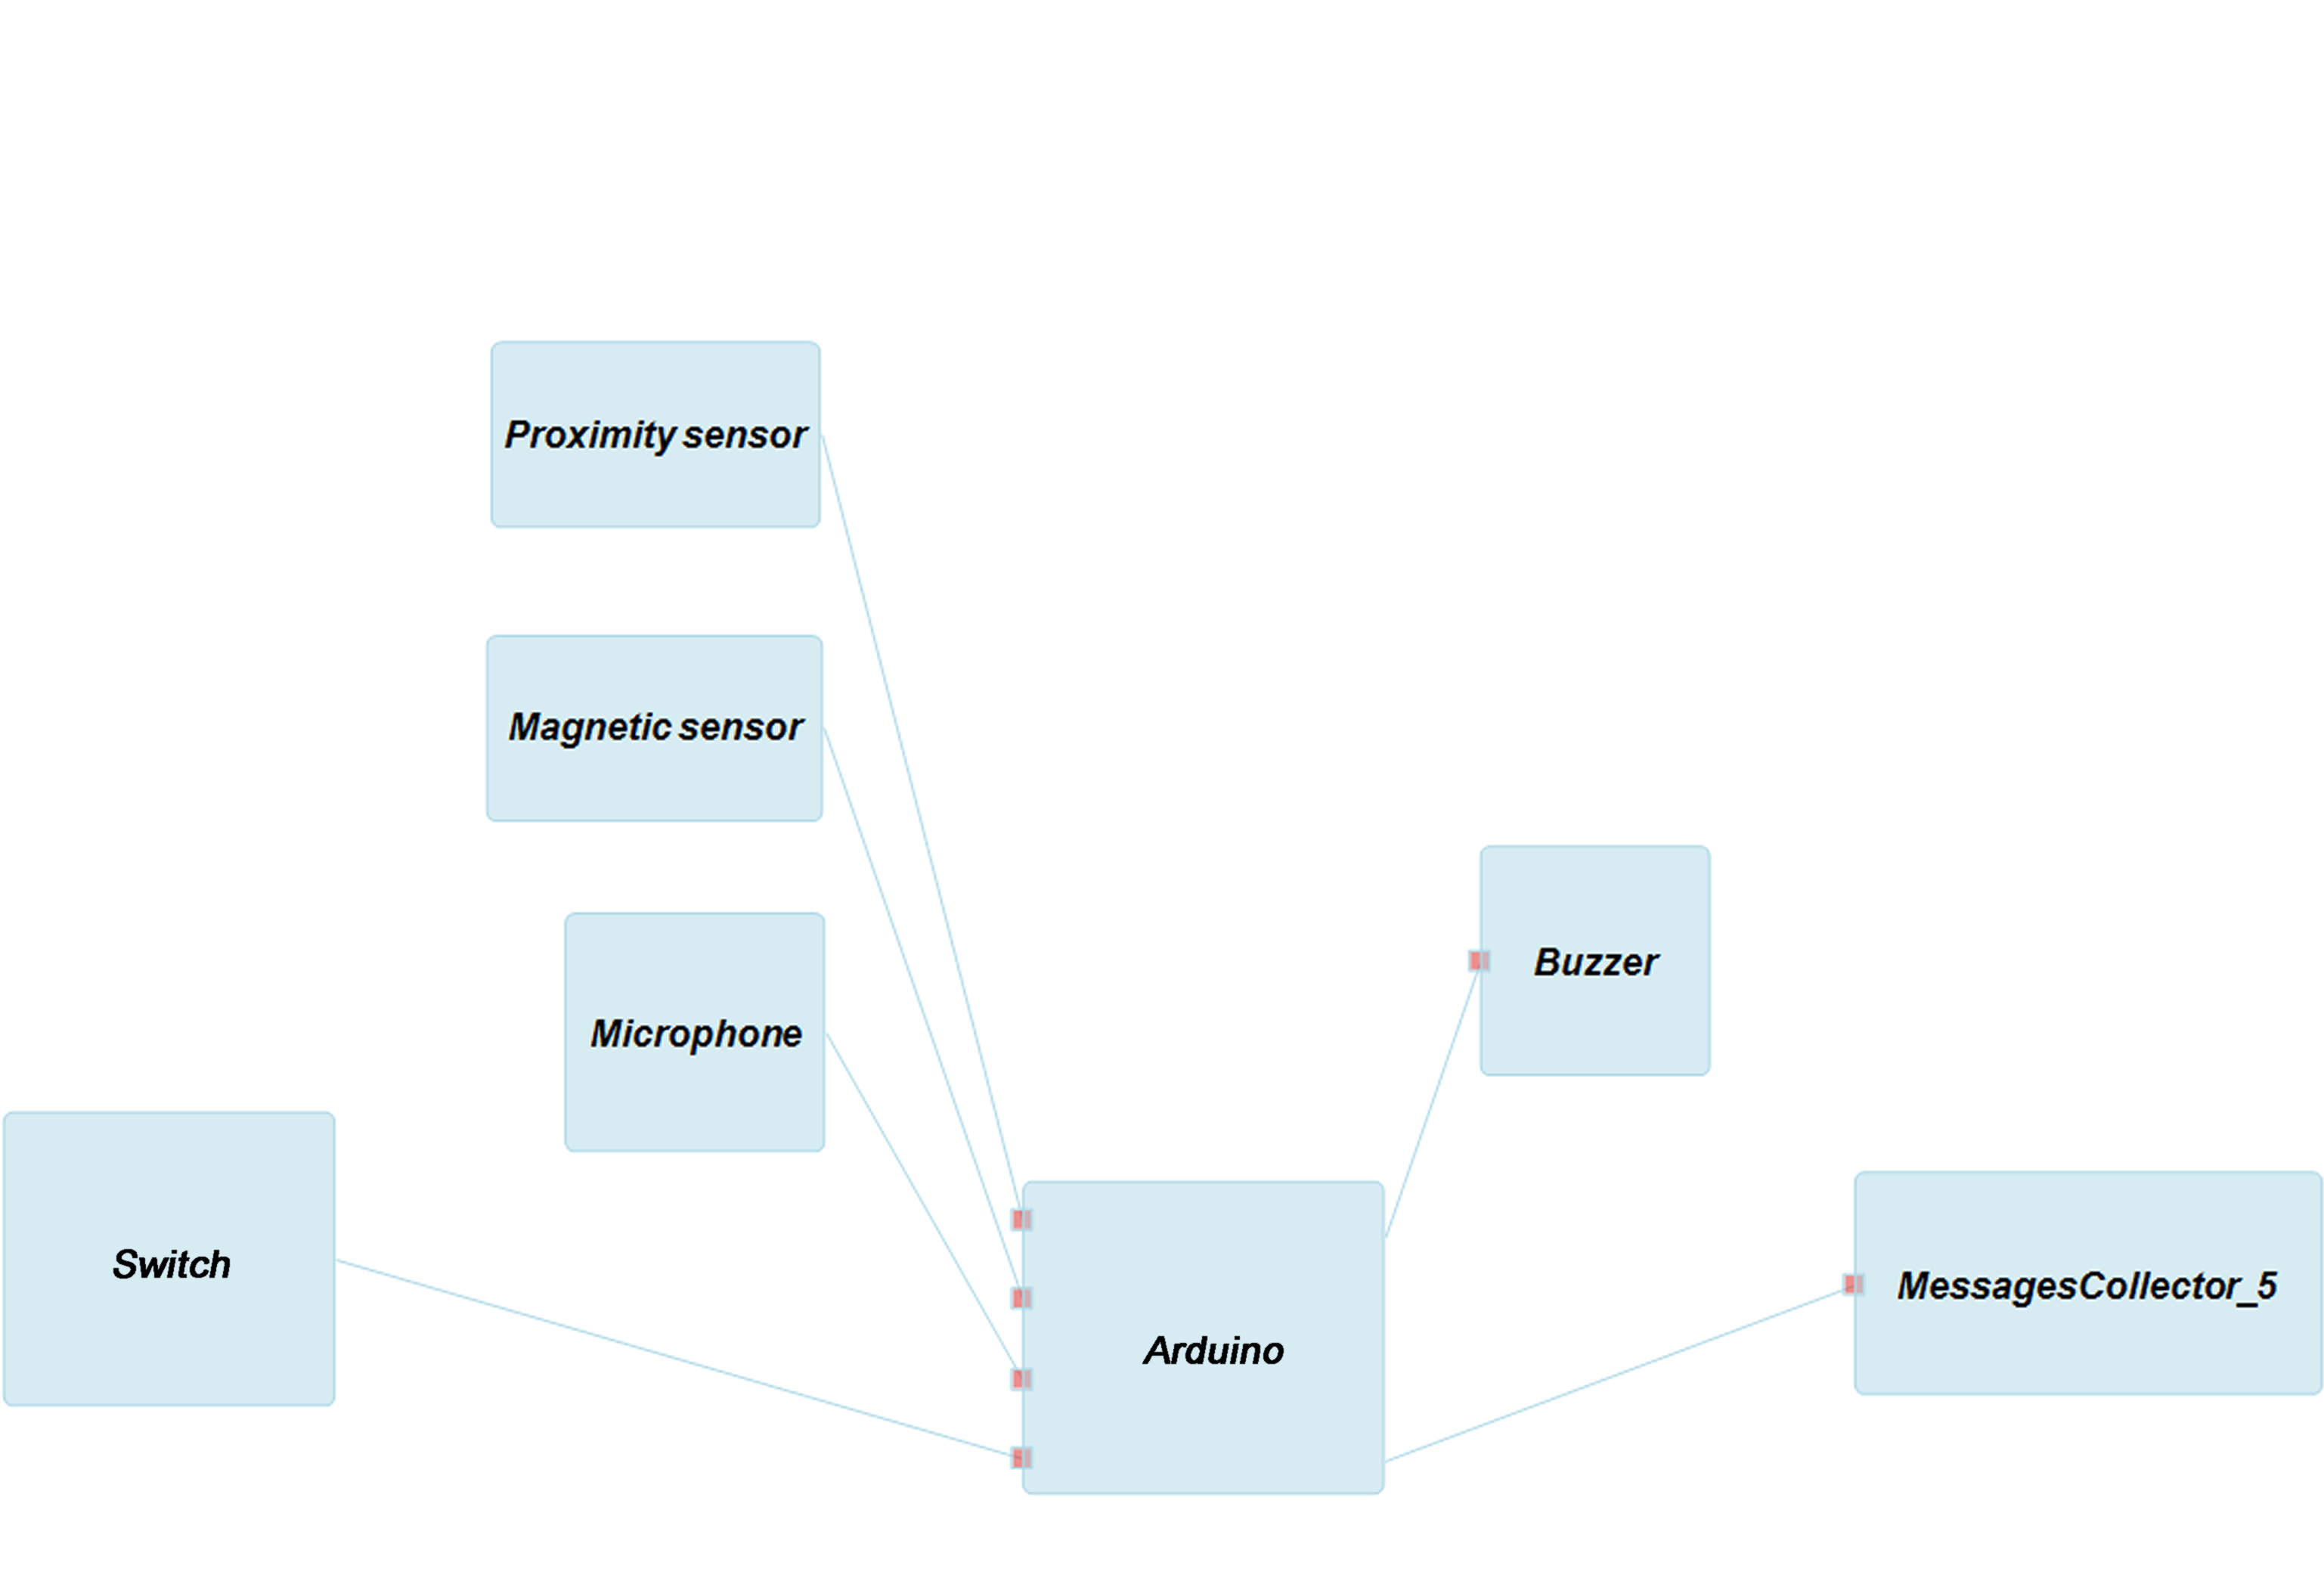 Proximity sensor
Magnetic sensor
Microphone
Switch
Arduino
Buzzer
MessagesCollector_5